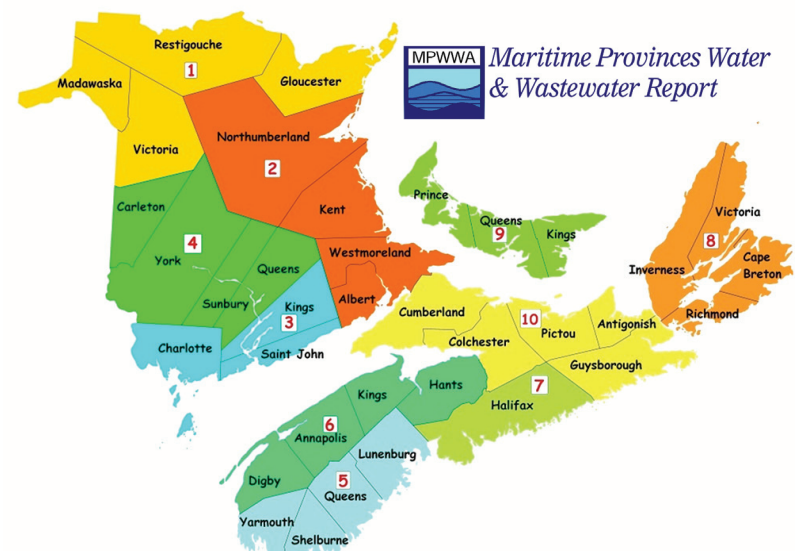 MPWWA
Maritime Provinces Water
& Wastewater Report
Restigouche
1
Madawaska
Gloucester
Victoria
Northumberland
2
Kent
Carleton
4
York
Queens
Sunbury
Westmoreland
Albert
Kings
3
Charlotte
Saint John
Prince
Queens
9
Kings
Victoria
8
Cape
Breton
Inverness
Richmond
Cumberland
10
Pictou
Antigonish
Colchester
Guysborough
7
Halifax
Hants
Kings
6
Annapolis
Digby
Lunenburg
5
Queens
Yarmouth
Shelburne